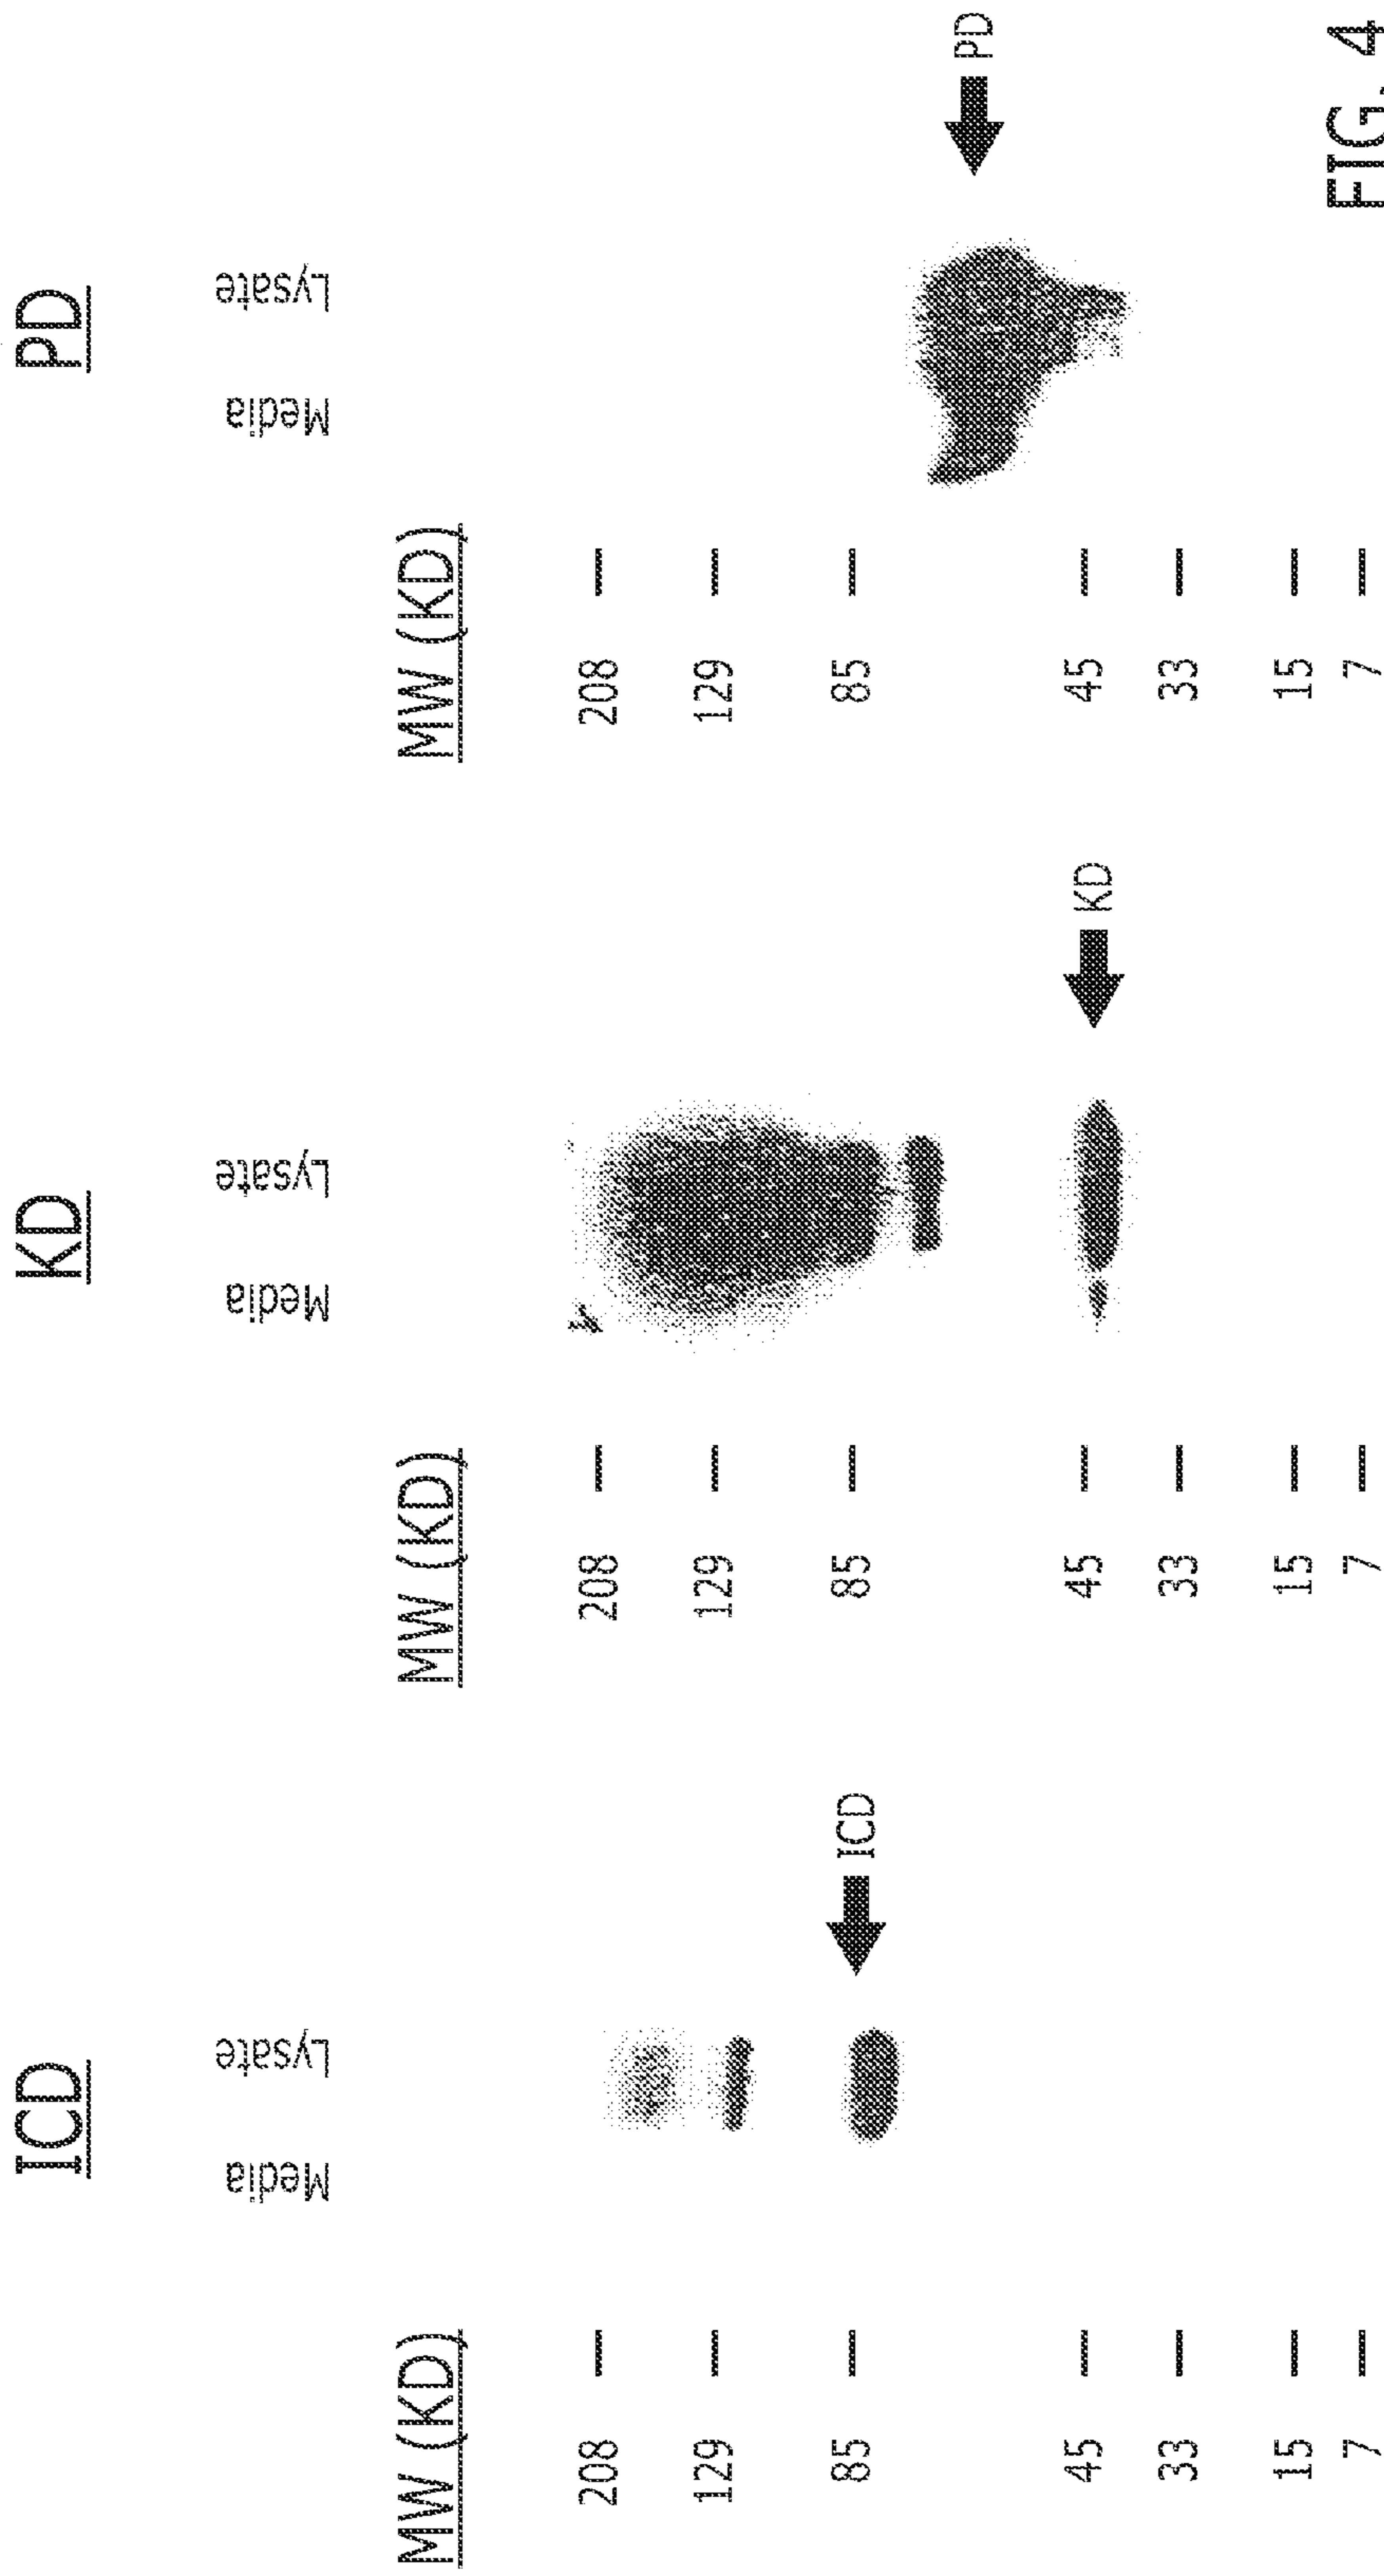 ICD
Media
Lysate
MW (KD)
208
129
85
45
33
15
7
ICD
KD
Media
Lysate
MW (KD)
208
129
85
45
33
15
7
KD
PD
Media
Lysate
MW (KD)
208
129
85
45
33
15
7
PD
FIG. 4